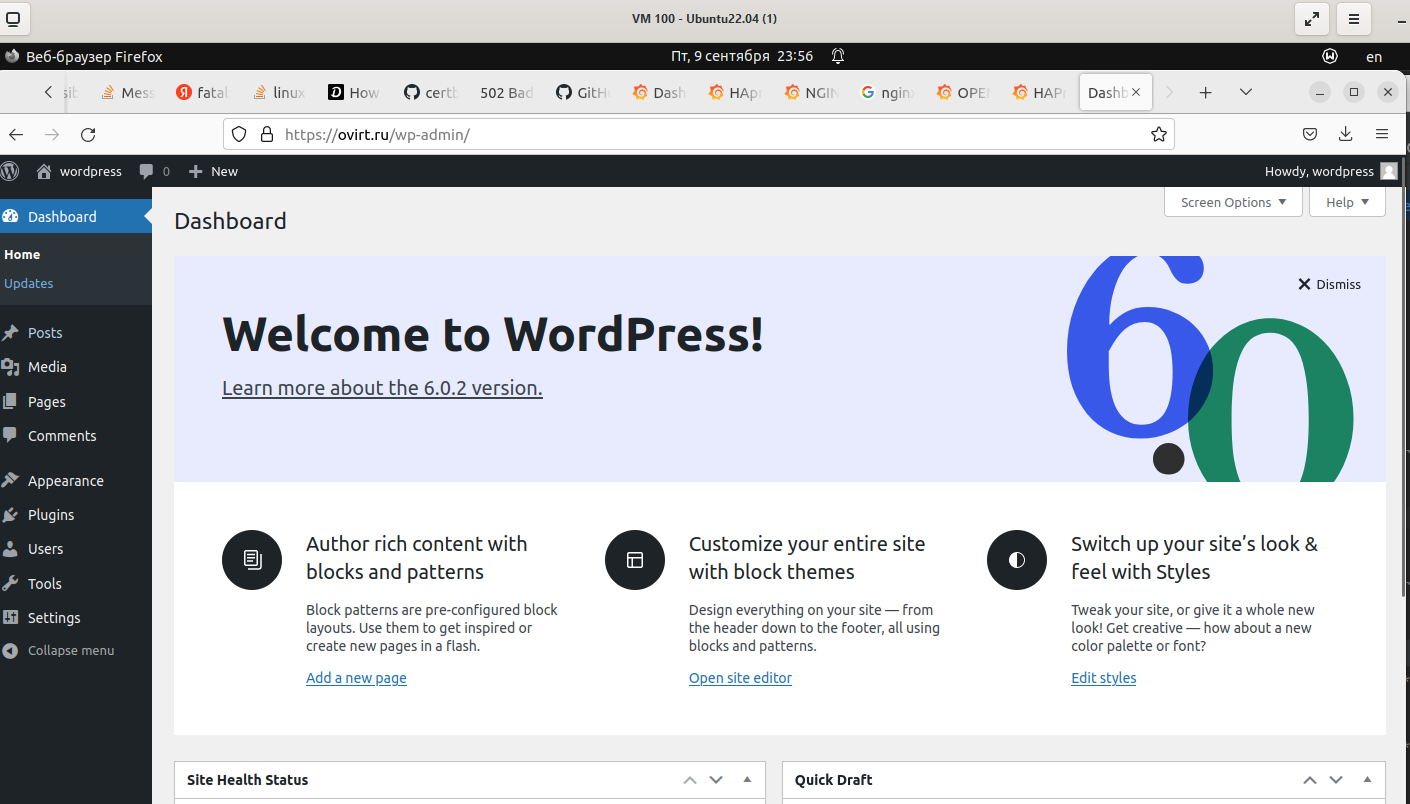 VM 100 - Ubuntu22.04 (1)
Веб-браузер Firefox
Пт, 9 сентября 23:56
en
Mess
fatal
linux
How
certb
502 Bad
GitHu
Dash
HApr
NGIN
nginx
OPEN
HAPr
Dashb
https://ovirt.ru/wp-admin/
wordpress
0
New
Howdy, wordpress
Dashboard
Home
Updates
Posts
Media
Pages
Comments
Appearance
Plugins
Users
Tools
Settings
Collapse menu
Screen Options
Help
Dashboard
Dismiss
6.0
Welcome to WordPress!
Learn more about the 6.0.2 version.
Author rich content with
blocks and patterns
Block patterns are pre-configured block
layouts. Use them to get inspired or
create new pages in a flash.
Add a new page
Customize your entire site
with block themes
Design everything on your site — from
the header down to the footer, all using
blocks and patterns.
Open site editor
Switch up your site’s look &
feel with Styles
Tweak your site, or give it a whole new
look! Get creative — how about a new
color palette or font?
Edit styles
Site Health Status
Quick Draft